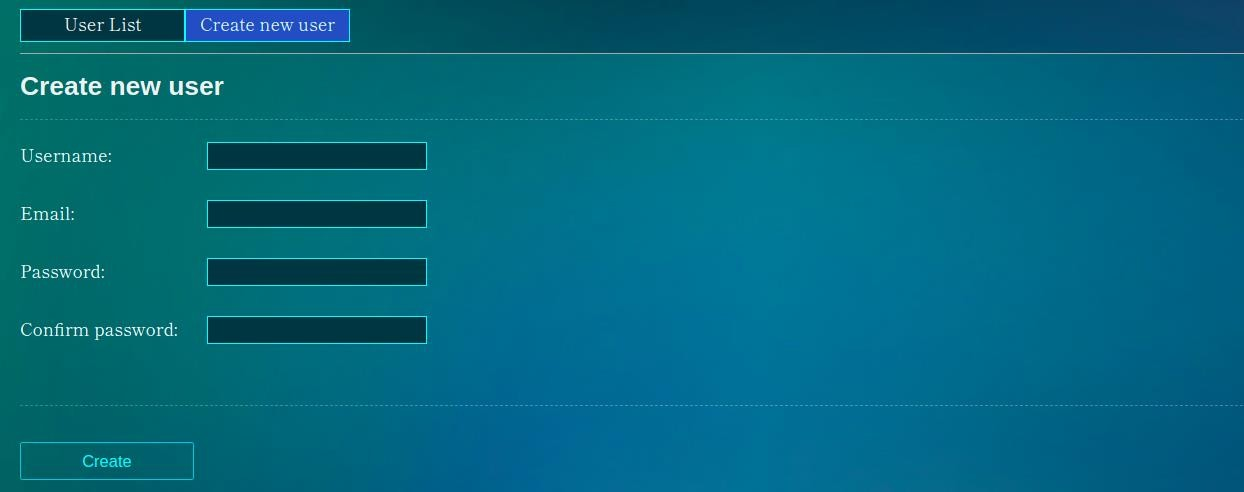 User List Create new user
Create new user
Username:
Email:
Password:
Confirm password:
Create